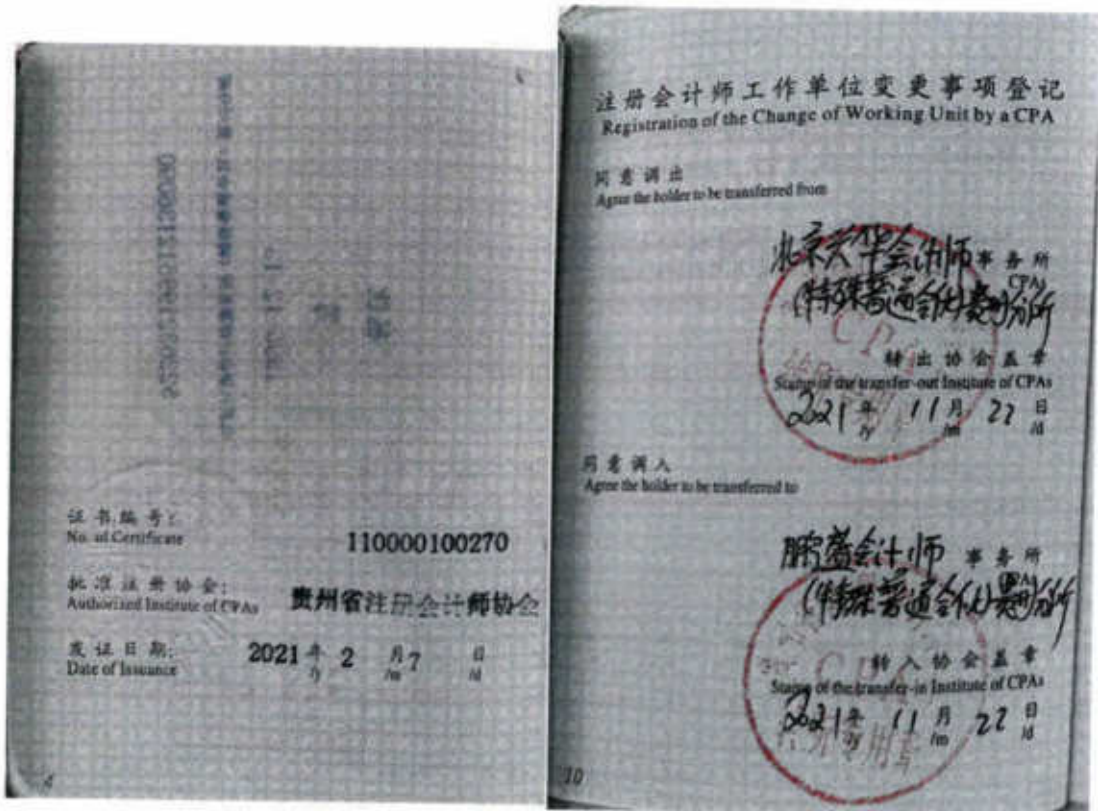 证书编号:
No. of Certificate
110000100270
批准注册协会:
Authorized Institute of CPAs
贵州省注册会计师协会
发证日期:
Date of Issuance
2021 年 2 月 7 日
/y /m /d
注册会计师工作单位变更事项登记
Registration of the Change of Working Unit by a CPA
同意调出
Agree the holder to be transferred from
北京兴华会计师 事务所
CPAs
(特殊普通合伙)贵州分所
转出协会盖章
Stamp of the transfer-out Institute of CPAs
2021 年 11 月 22 日
/y /m /d
同意调入
Agree the holder to be transferred to
鹏盛会计师 事务所
CPAs
(特殊普通合伙)贵州分所
转入协会盖章
Stamp of the transfer-in Institute of CPAs
2021 年 11 月 22 日
/y /m /d
10